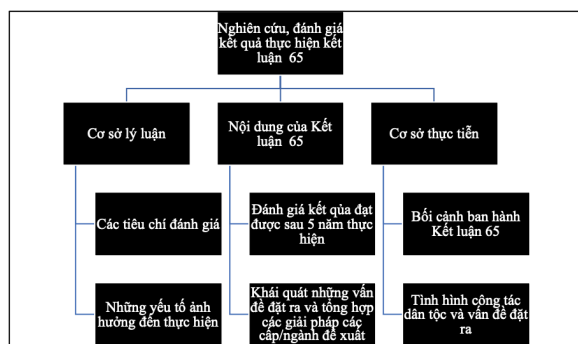 Nghiên cứu, đánh giá
kết quả thực hiện kết
luận 65
Cơ sở lý luận
Nội dung của Kết
luận 65
Cơ sở thực tiễn
Các tiêu chí đánh giá
Đánh giá kết qủa đạt
được sau 5 năm thực
hiện
Bối cảnh ban hành
Kết luận 65
Những yếu tố ảnh
hưởng đến thực hiện
Khái quát những vấn
đề đặt ra và tổng hợp
các giải pháp các
cấp/ngành đề xuất
Tình hình công tác
dân tộc và vấn đề đặt
ra